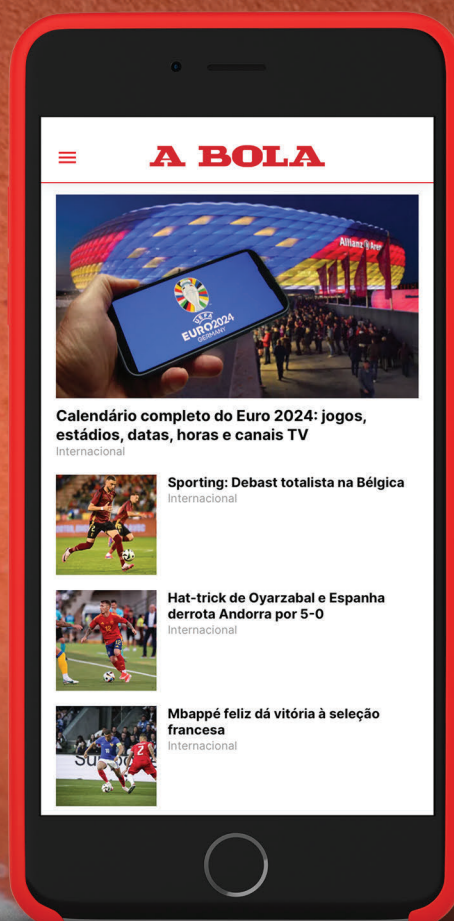 A BOLA
Allianz Arena
UEFA
EURO2024
GERMANY
Calendário completo do Euro 2024: jogos,
estádios, datas, horas e canais TV
Internacional
Sporting: Debast totalista na Bélgica
Internacional
Hat-trick de Oyarzabal e Espanha
derrota Andorra por 5-0
Internacional
Mbappé feliz dá vitória à seleção
francesa
Internacional